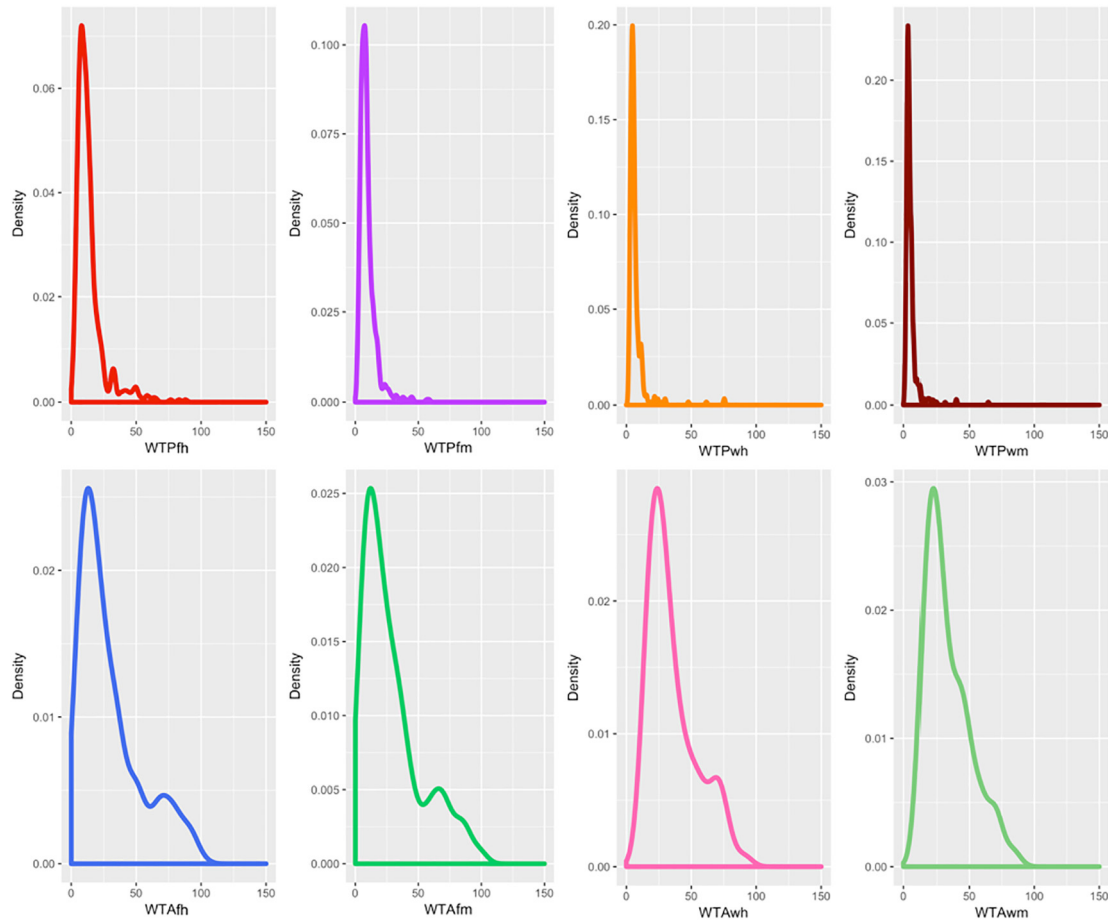 Density
0.06
0.04
0.02
0.00
0 50 100 150
WTPfh
Density
0.100
0.075
0.050
0.025
0.000
0 50 100 150
WTPfm
Density
0.20
0.15
0.10
0.05
0.00
0 50 100 150
WTPwh
Density
0.20
0.15
0.10
0.05
0.00
0 50 100 150
WTPwm
Density
0.02
0.01
0.00
0 50 100 150
WTAfh
Density
0.025
0.020
0.015
0.010
0.005
0.000
0 50 100 150
WTAfm
Density
0.02
0.01
0.00
0 50 100 150
WTAwh
Density
0.03
0.02
0.01
0.00
0 50 100 150
WTAwm